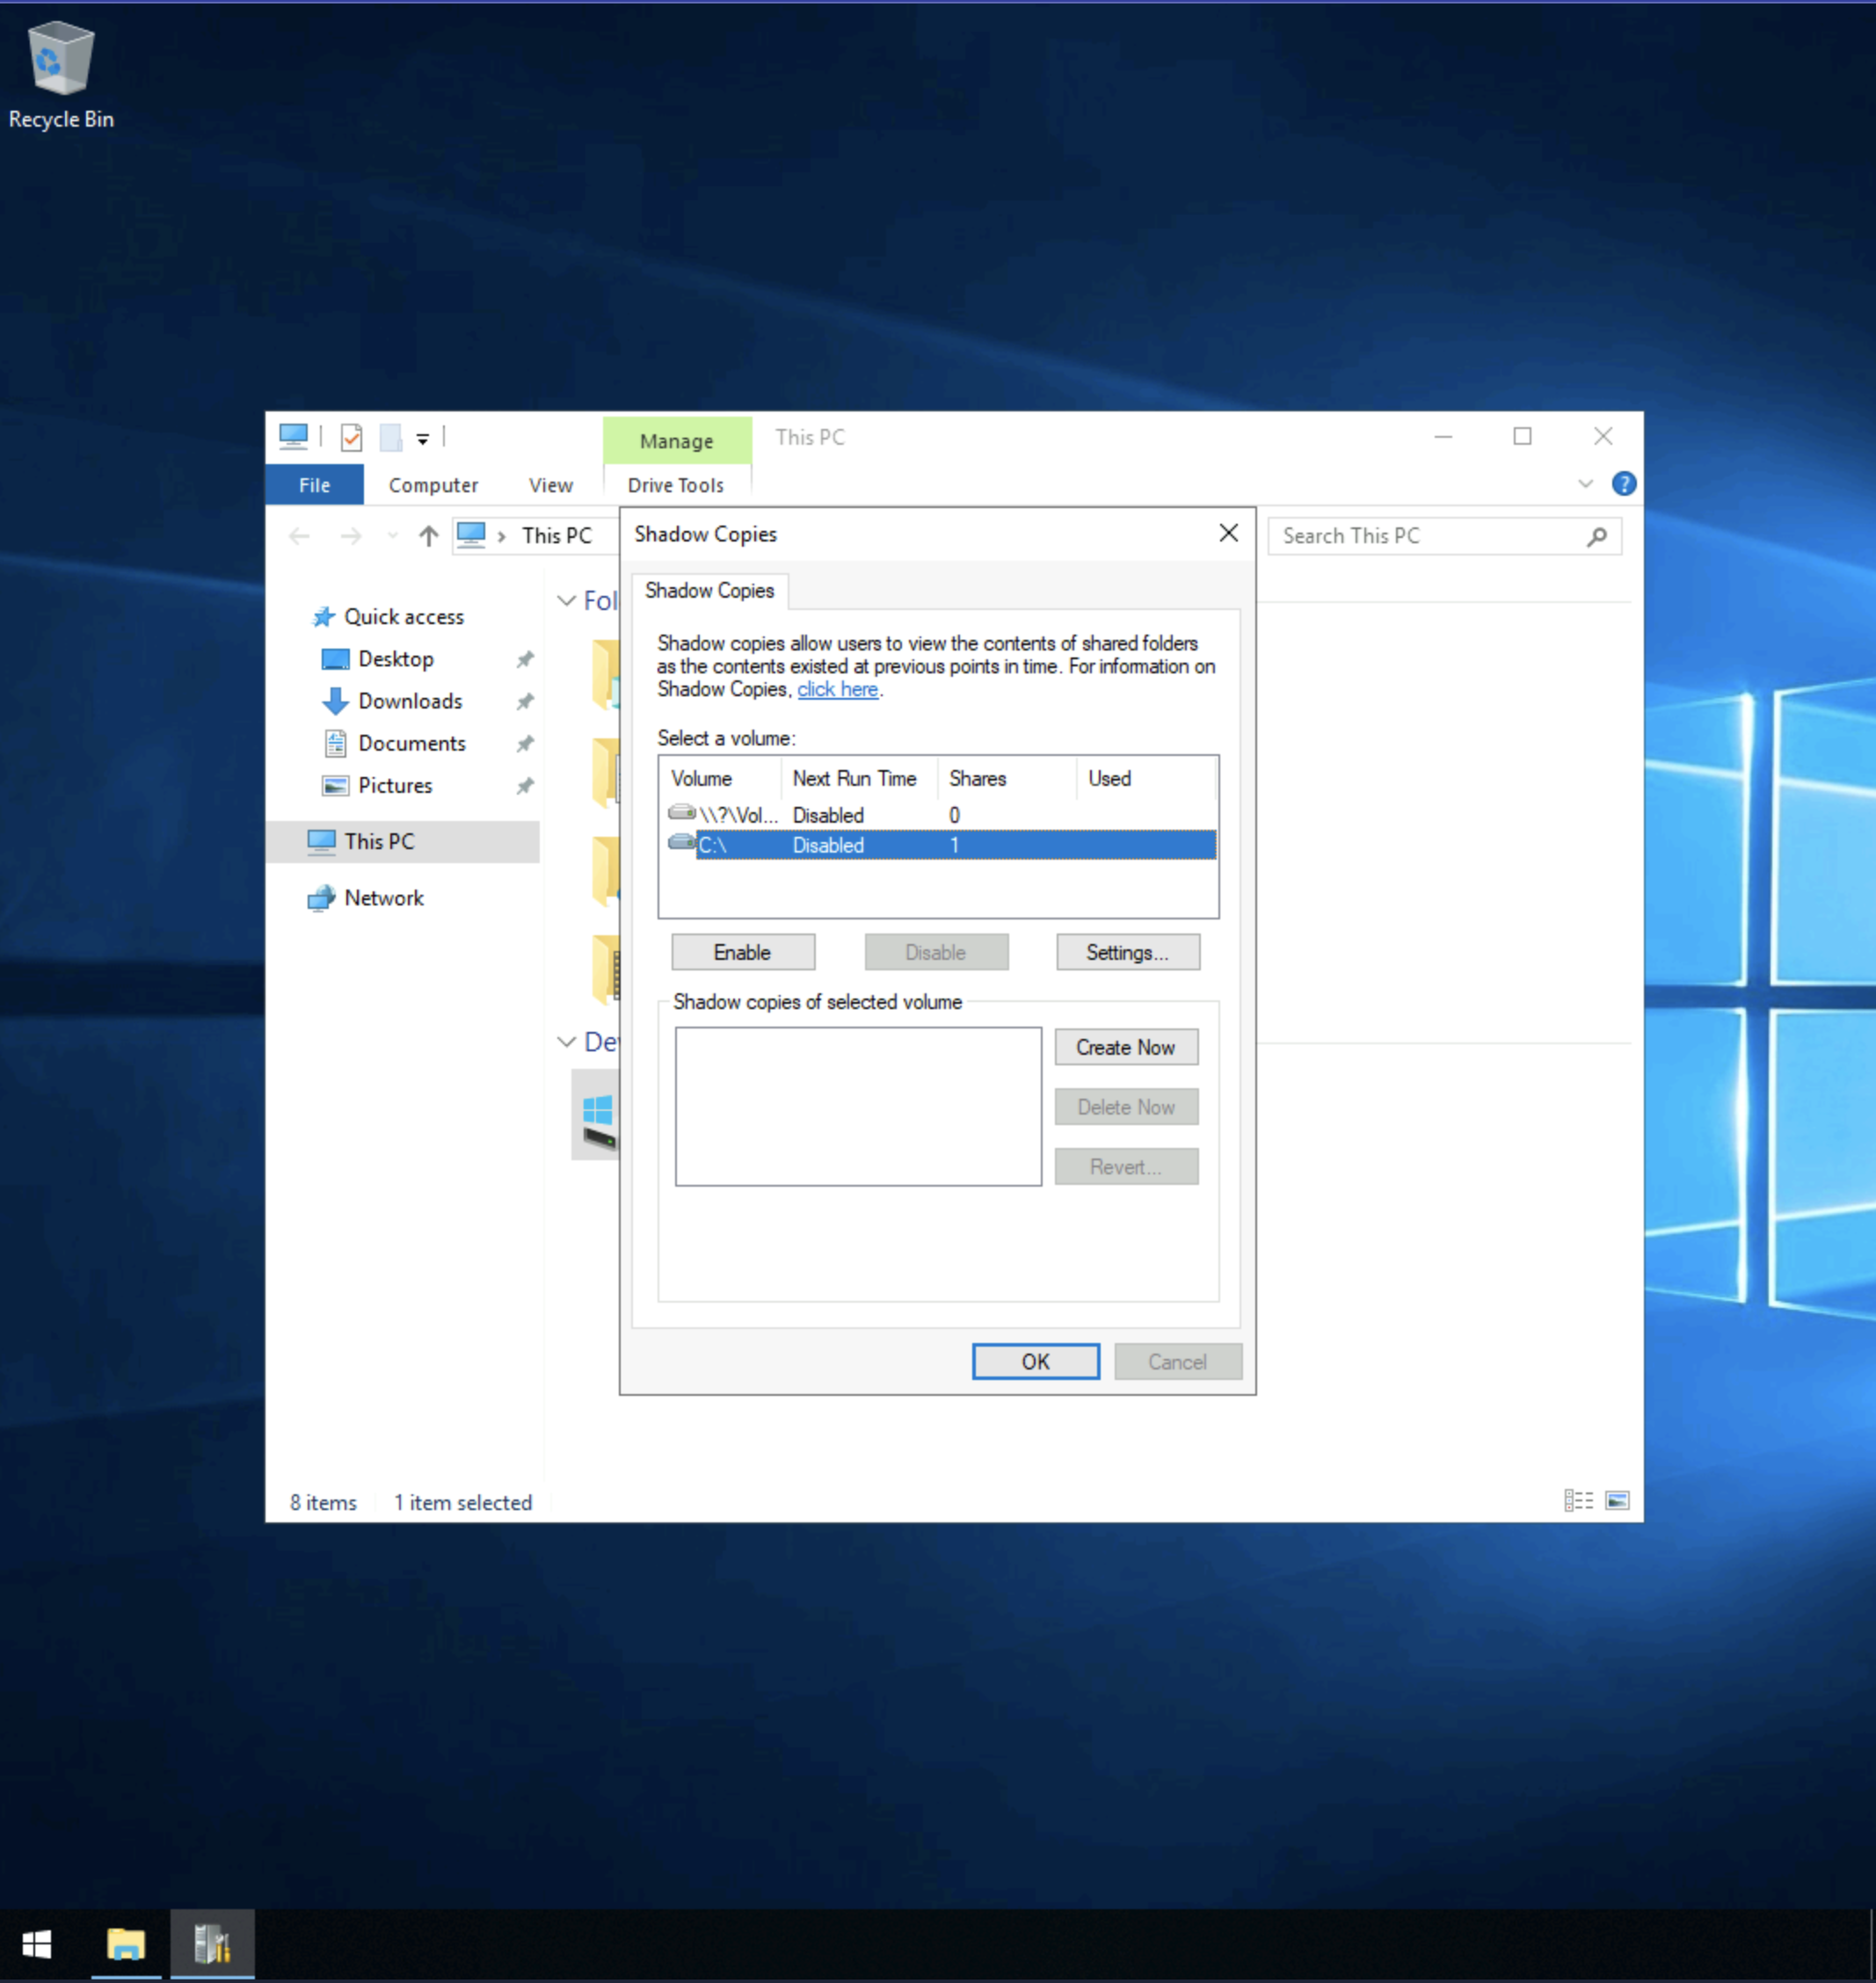 Recycle Bin
Manage
This PC
File
Computer
View
Drive Tools
This PC
Search This PC
Quick access
Desktop
Downloads
Documents
Pictures
This PC
Network
Fol
De
Shadow Copies
Shadow Copies
Shadow copies allow users to view the contents of shared folders
as the contents existed at previous points in time. For information on
Shadow Copies, click here.
Select a volume:
Volume Next Run Time Shares Used
\\?\Vol... Disabled 0
C:\ Disabled 1
Enable
Disable
Settings...
Shadow copies of selected volume
Create Now
Delete Now
Revert...
OK
Cancel
8 items 1 item selected